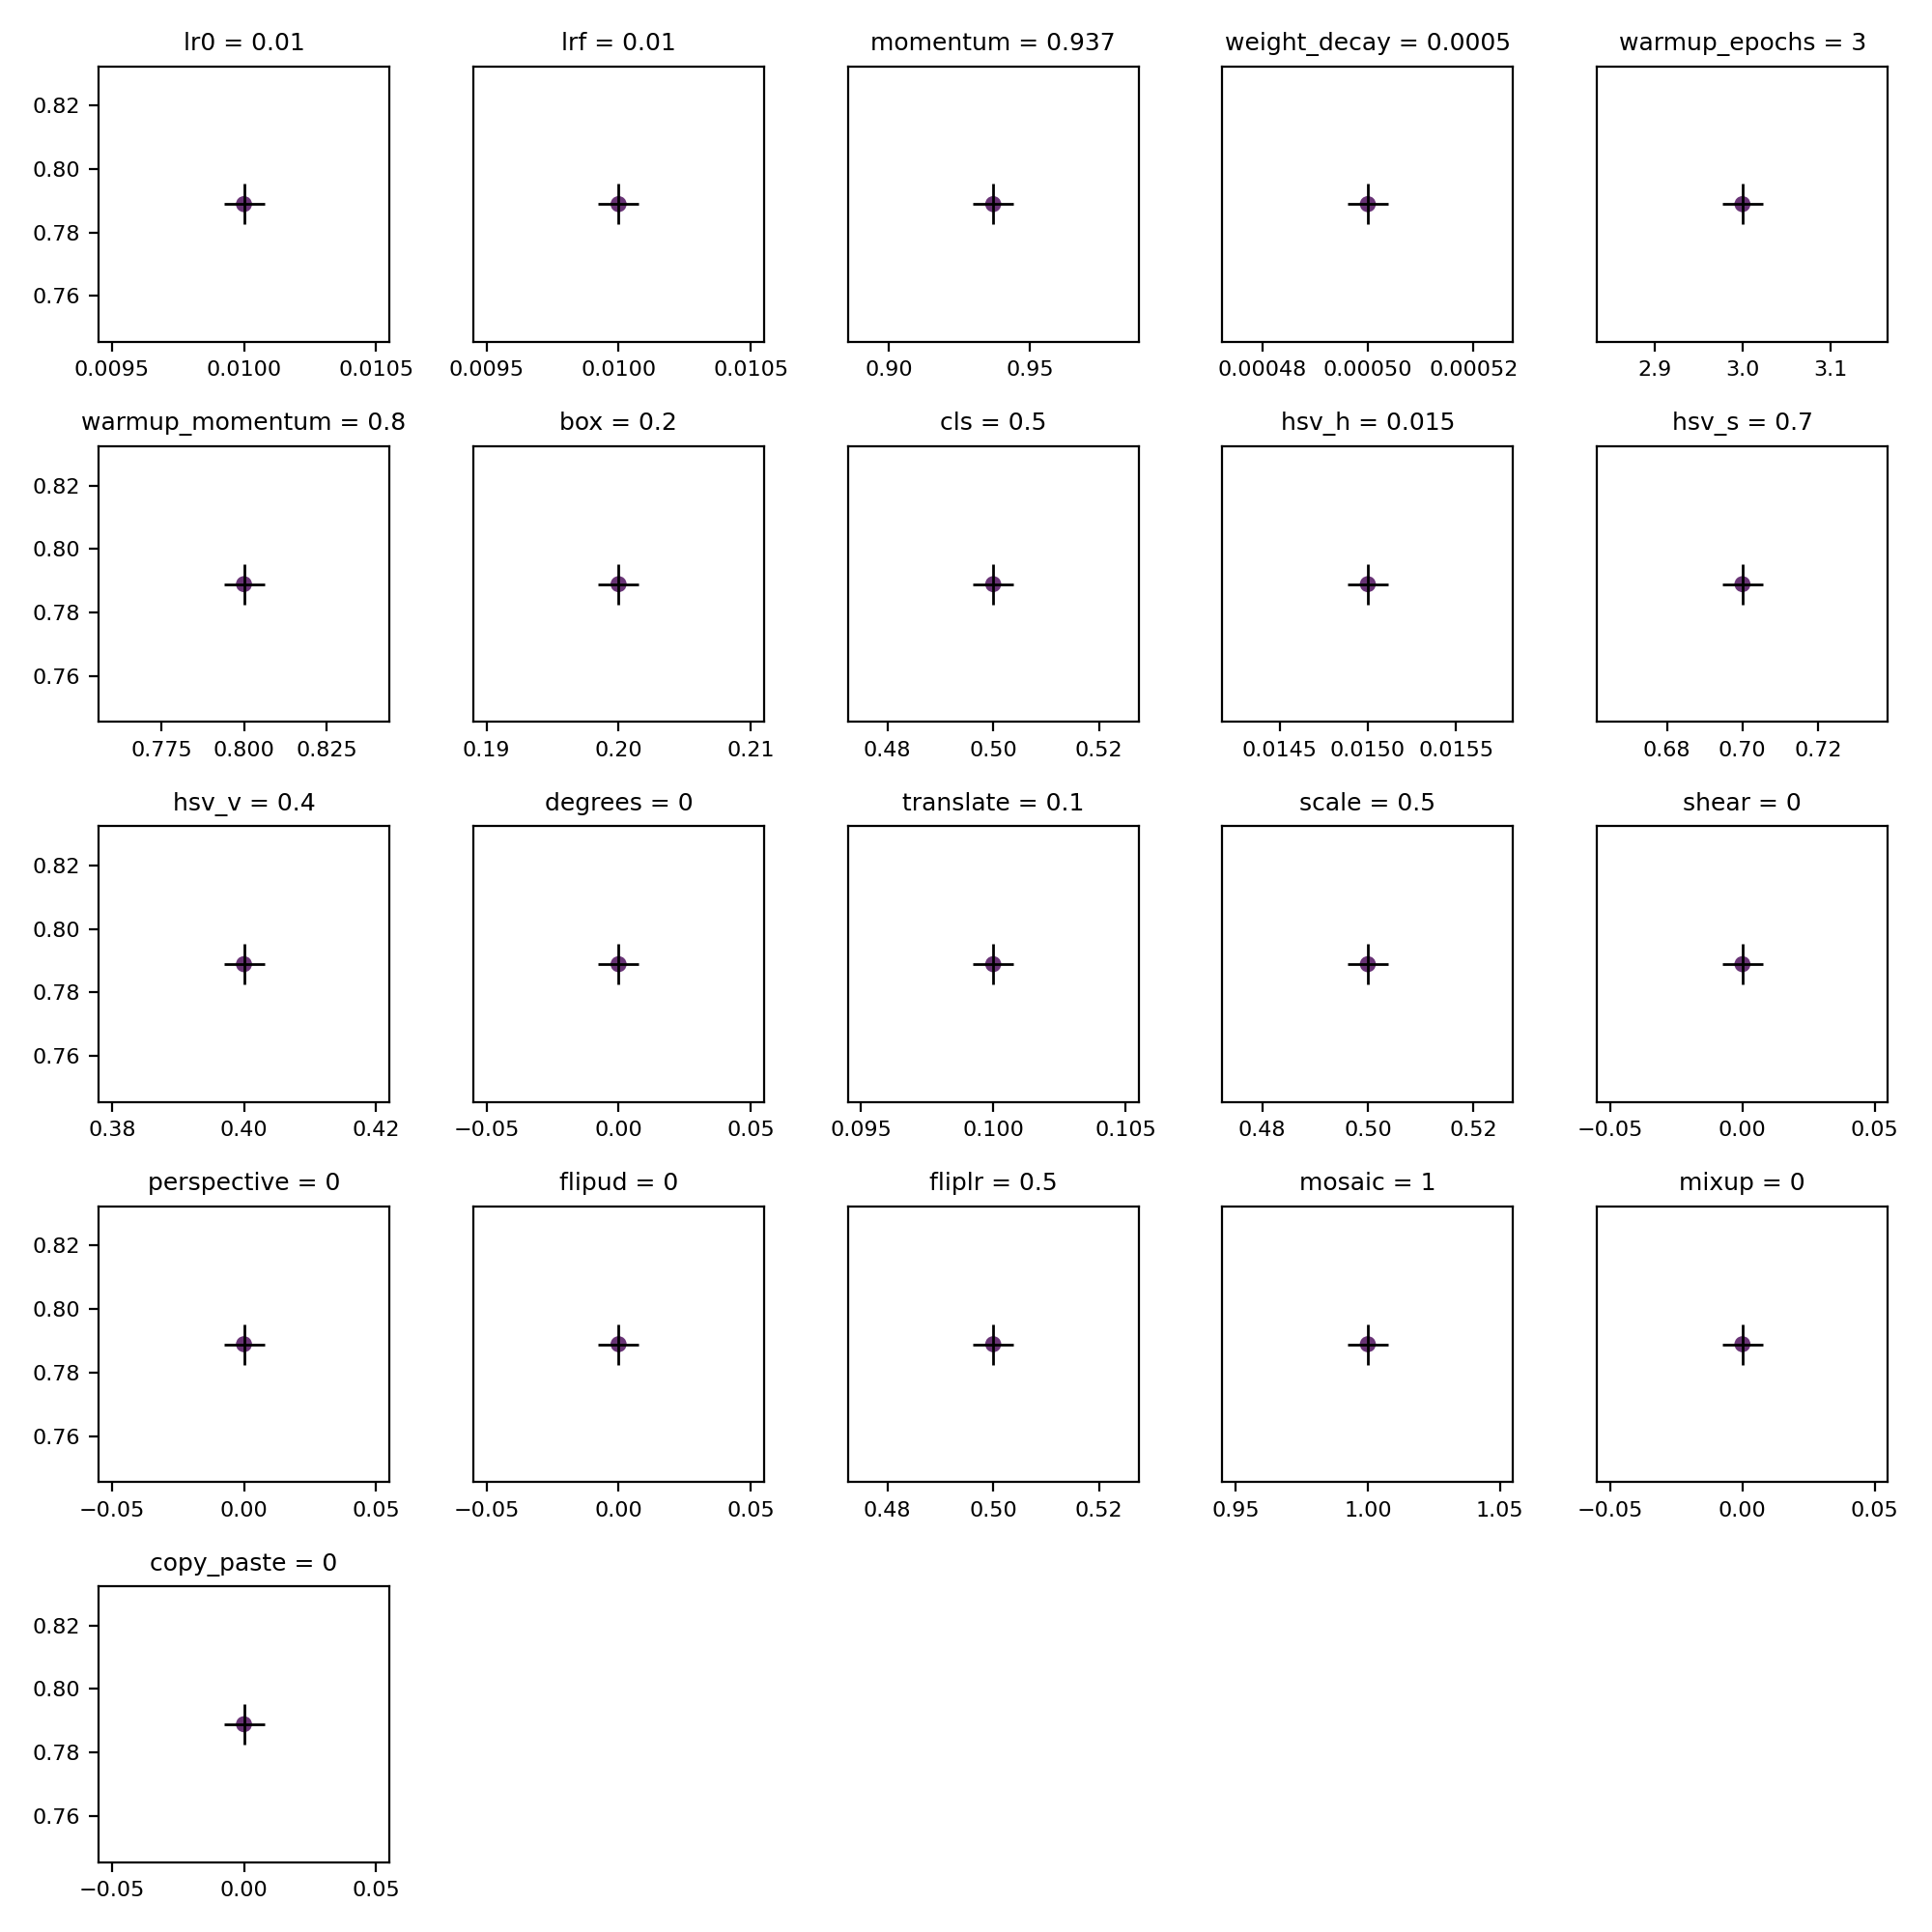 lr0 = 0.01 lrf = 0.01 momentum = 0.937 weight_decay = 0.0005 warmup_epochs = 3
0.82
0.80
0.78
0.76
0.0095 0.0100 0.0105 0.0095 0.0100 0.0105 0.90 0.95 0.00048 0.00050 0.00052 2.9 3.0 3.1
warmup_momentum = 0.8 box = 0.2 cls = 0.5 hsv_h = 0.015 hsv_s = 0.7
0.82
0.80
0.78
0.76
0.775 0.800 0.825 0.19 0.20 0.21 0.48 0.50 0.52 0.0145 0.0150 0.0155 0.68 0.70 0.72
hsv_v = 0.4 degrees = 0 translate = 0.1 scale = 0.5 shear = 0
0.82
0.80
0.78
0.76
0.38 0.40 0.42 −0.05 0.00 0.05 0.095 0.100 0.105 0.48 0.50 0.52 −0.05 0.00 0.05
perspective = 0 flipud = 0 fliplr = 0.5 mosaic = 1 mixup = 0
0.82
0.80
0.78
0.76
−0.05 0.00 0.05 −0.05 0.00 0.05 0.48 0.50 0.52 0.95 1.00 1.05 −0.05 0.00 0.05
copy_paste = 0
0.82
0.80
0.78
0.76
−0.05 0.00 0.05